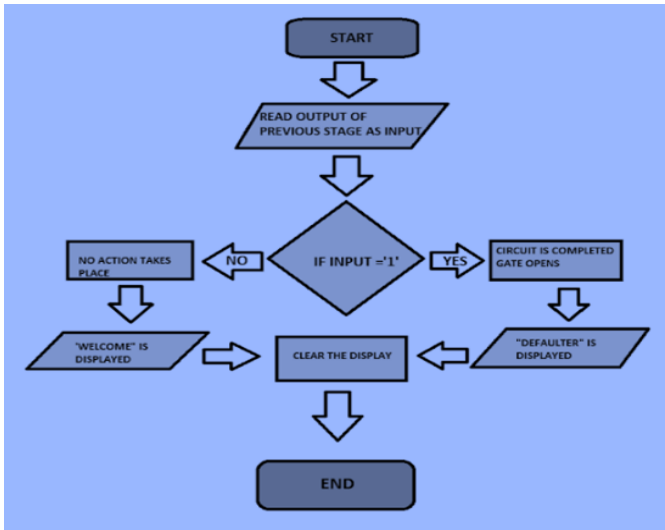 START
READ OUTPUT OF
PREVIOUS STAGE AS INPUT
IF INPUT ='1'
NO
YES
NO ACTION TAKES
PLACE
CIRCUIT IS COMPLETED
GATE OPENS
"WELCOME" IS
DISPLAYED
CLEAR THE DISPLAY
"DEFAULTER" IS
DISPLAYED
END